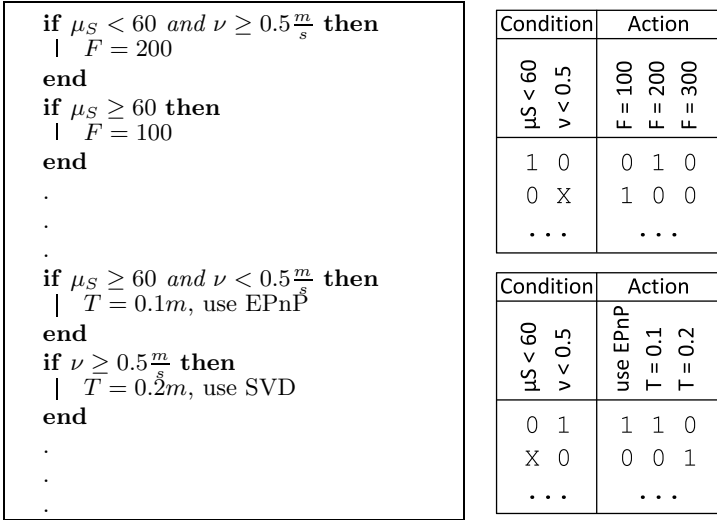 if μ_S < 60 and ν ≥ 0.5 m/s then
F = 200
end
if μ_S ≥ 60 then
F = 100
end
.
.
.
if μ_S ≥ 60 and ν < 0.5 m/s then
T = 0.1m, use EPnP
end
if ν ≥ 0.5 m/s then
T = 0.2m, use SVD
end
.
.
.
Condition Action
μS < 60 ν < 0.5 F = 100 F = 200 F = 300
1 0 0 1 0
0 X 1 0 0
... ...
Condition Action
μS < 60 ν < 0.5 use EPnP T = 0.1 T = 0.2
0 1 1 1 0
X 0 0 0 1
... ...